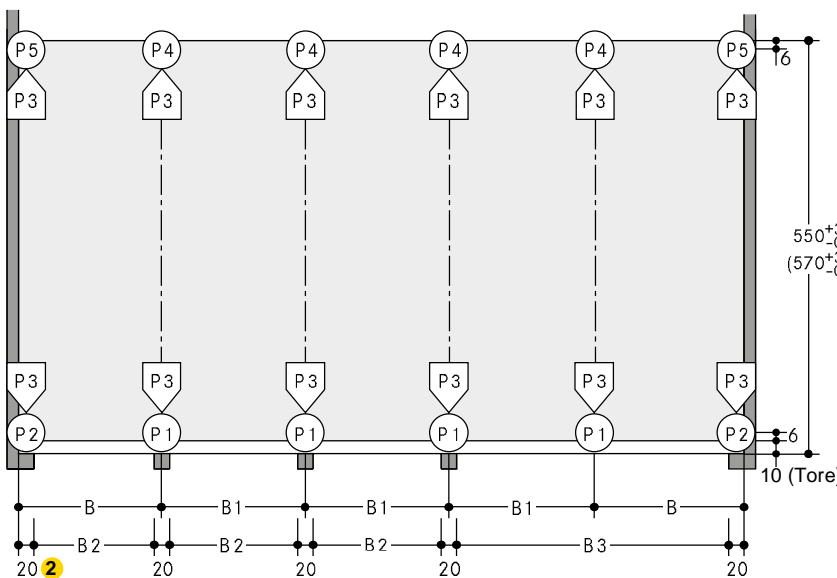 P5 P4 P4 P4 P4 P5
6
P3 P3 P3 P3 P3 P3
550
(570
P3 P3 P3 P3 P3 P3
P2 P1 P1 P1 P1 P2
6
10 (Tore)
B B1 B1 B1 B
B2 B2 B2 B3
20 2 20 20 20 20